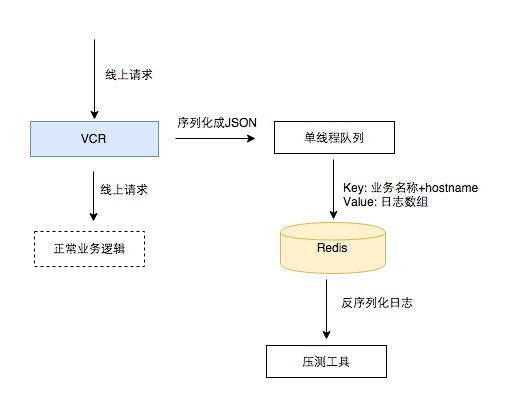 线上请求
VCR
序列化成JSON
单线程队列
线上请求
Key: 业务名称+hostname
Value: 日志数组
正常业务逻辑
Redis
反序列化日志
压测工具